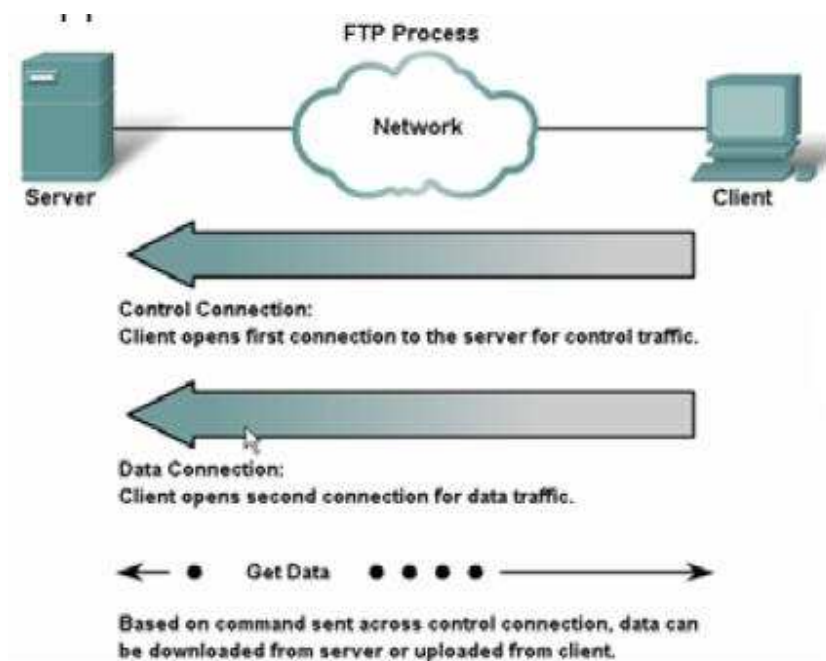 FTP Process
Network
Server
Client
Control Connection:
Client opens first connection to the server for control traffic.
Data Connection:
Client opens second connection for data traffic.
Get Data
Based on command sent across control connection, data can
be downloaded from server or uploaded from client.